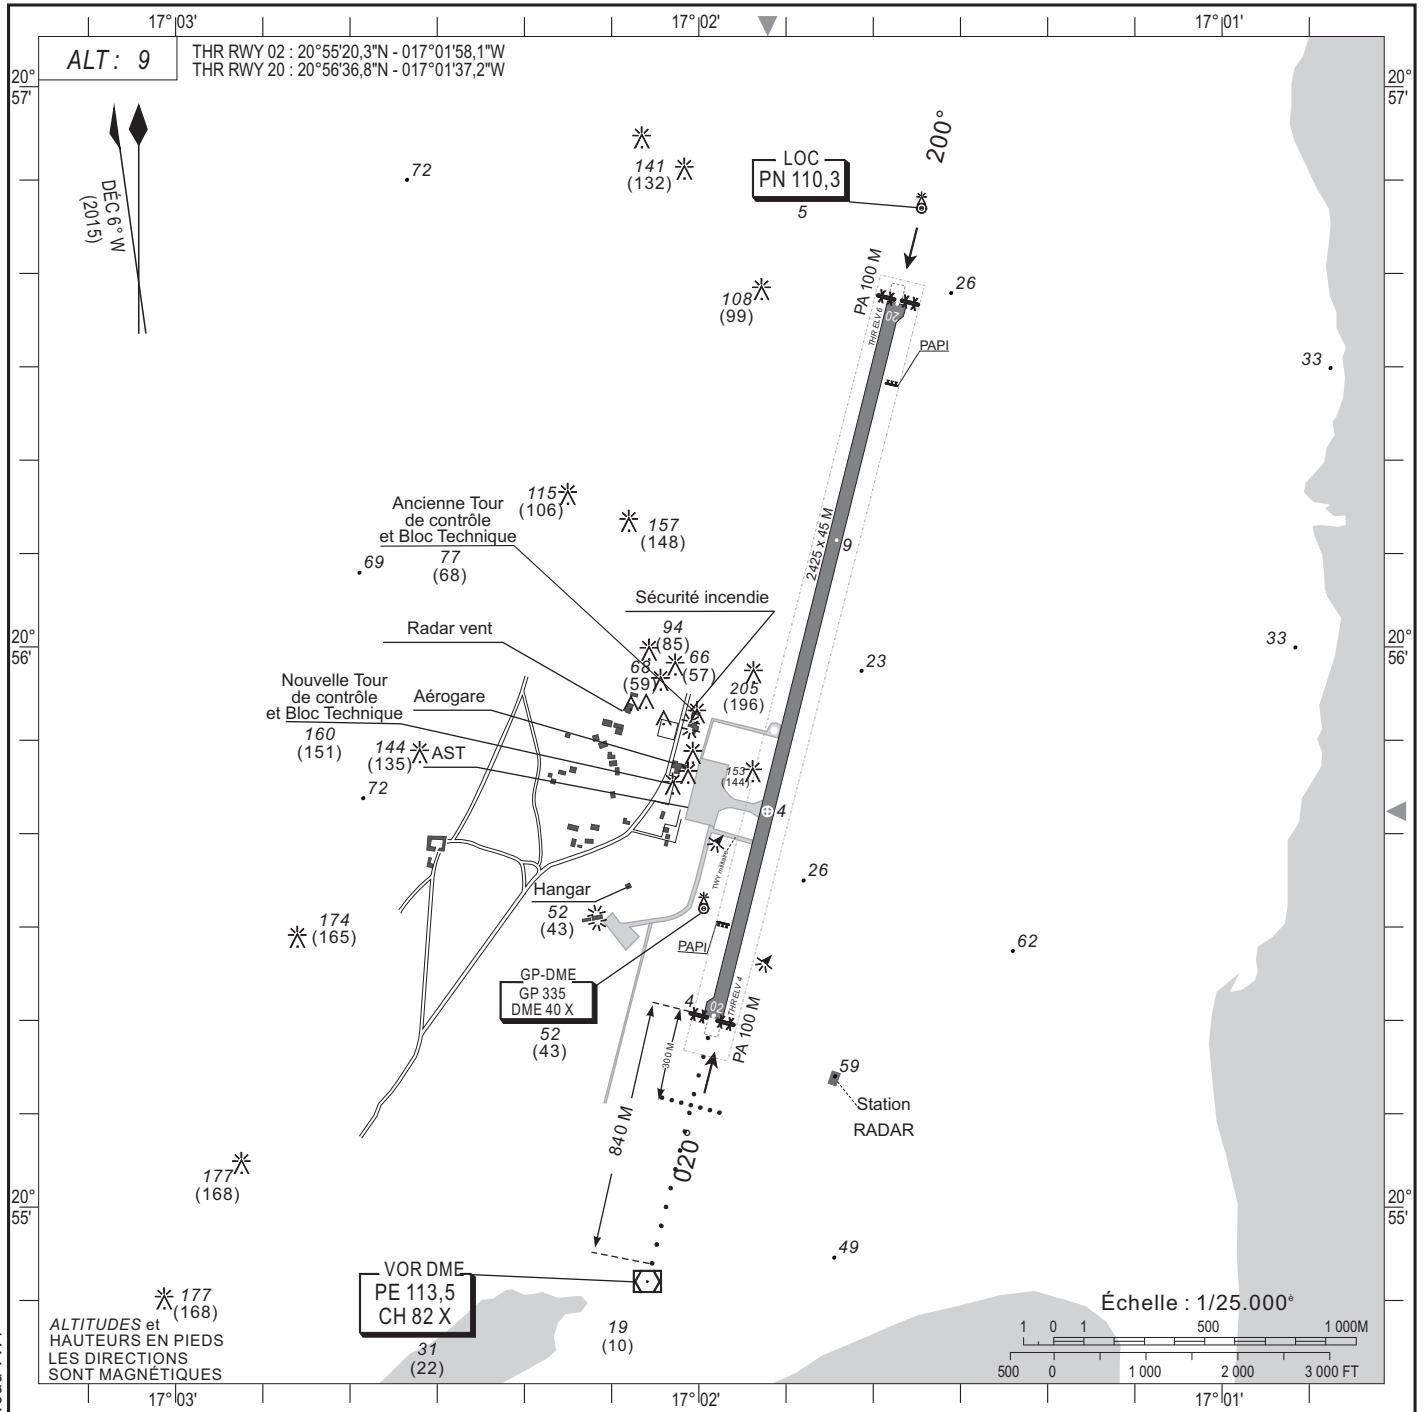 17°03'
17°02'
17°01'
ALT : 9
THR RWY 02 : 20°55'20,3"N - 017°01'58,1"W
THR RWY 20 : 20°56'36,8"N - 017°01'37,2"W
20°
57'
20°
57'
DÉC 6° W
(2015)
72
141
(132)
LOC
PN 110,3
5
200°
108
(99)
PA 100 M
26
THR ELV 6
20
PAPI
33
115
(106)
157
(148)
Ancienne Tour
de contrôle
et Bloc Technique
77
(68)
69
2425 x 45 M
9
Sécurité incendie
Radar vent
94
(85)
66
(57)
68
(59)
205
(196)
23
33
20°
56'
20°
56'
Nouvelle Tour
de contrôle
et Bloc Technique
160
(151)
Aérogare
144
(135)
AST
72
153
(144)
4
TWY militaire
26
Hangar
52
(43)
174
(165)
PAPI
62
GP-DME
GP 335
DME 40 X
52
(43)
4
02
THR ELV 4
PA 100 M
300 M
840 M
020°
59
Station
RADAR
177
(168)
20°
55'
20°
55'
49
VOR DME
PE 113,5
CH 82 X
31
(22)
19
(10)
177
(168)
ALTITUDES et
HAUTEURS EN PIEDS
LES DIRECTIONS
SONT MAGNÉTIQUES
Échelle : 1/25.000è
1 0 1 500 1 000M
500 0 1 000 2 000 3 000 FT
17°03'
17°02'
17°01'